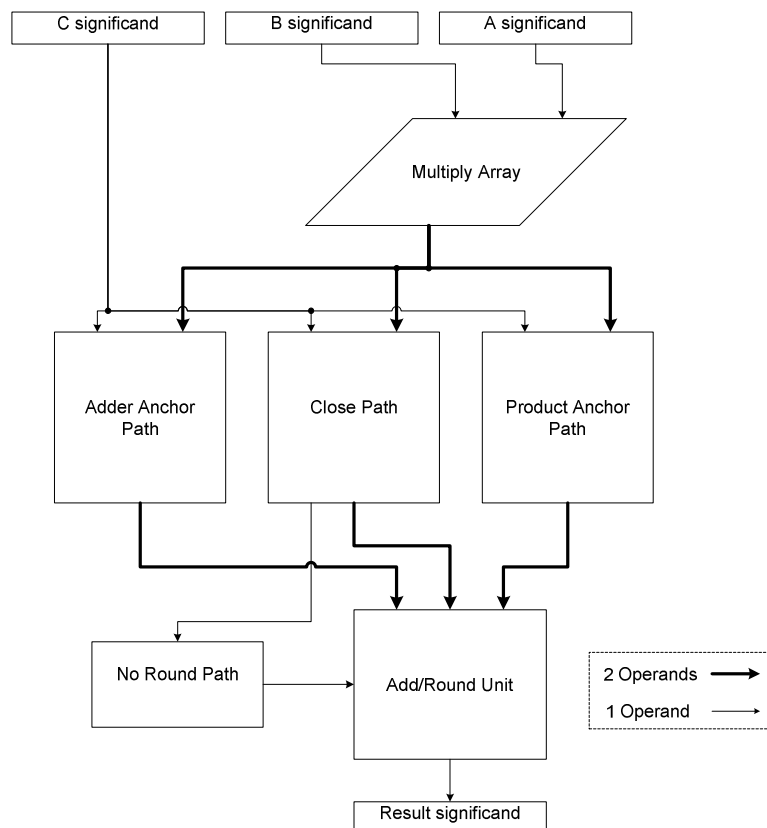 C significand
B significand
A significand
Multiply Array
Adder Anchor
Path
Close Path
Product Anchor
Path
No Round Path
Add/Round Unit
2 Operands
1 Operand
Result significand